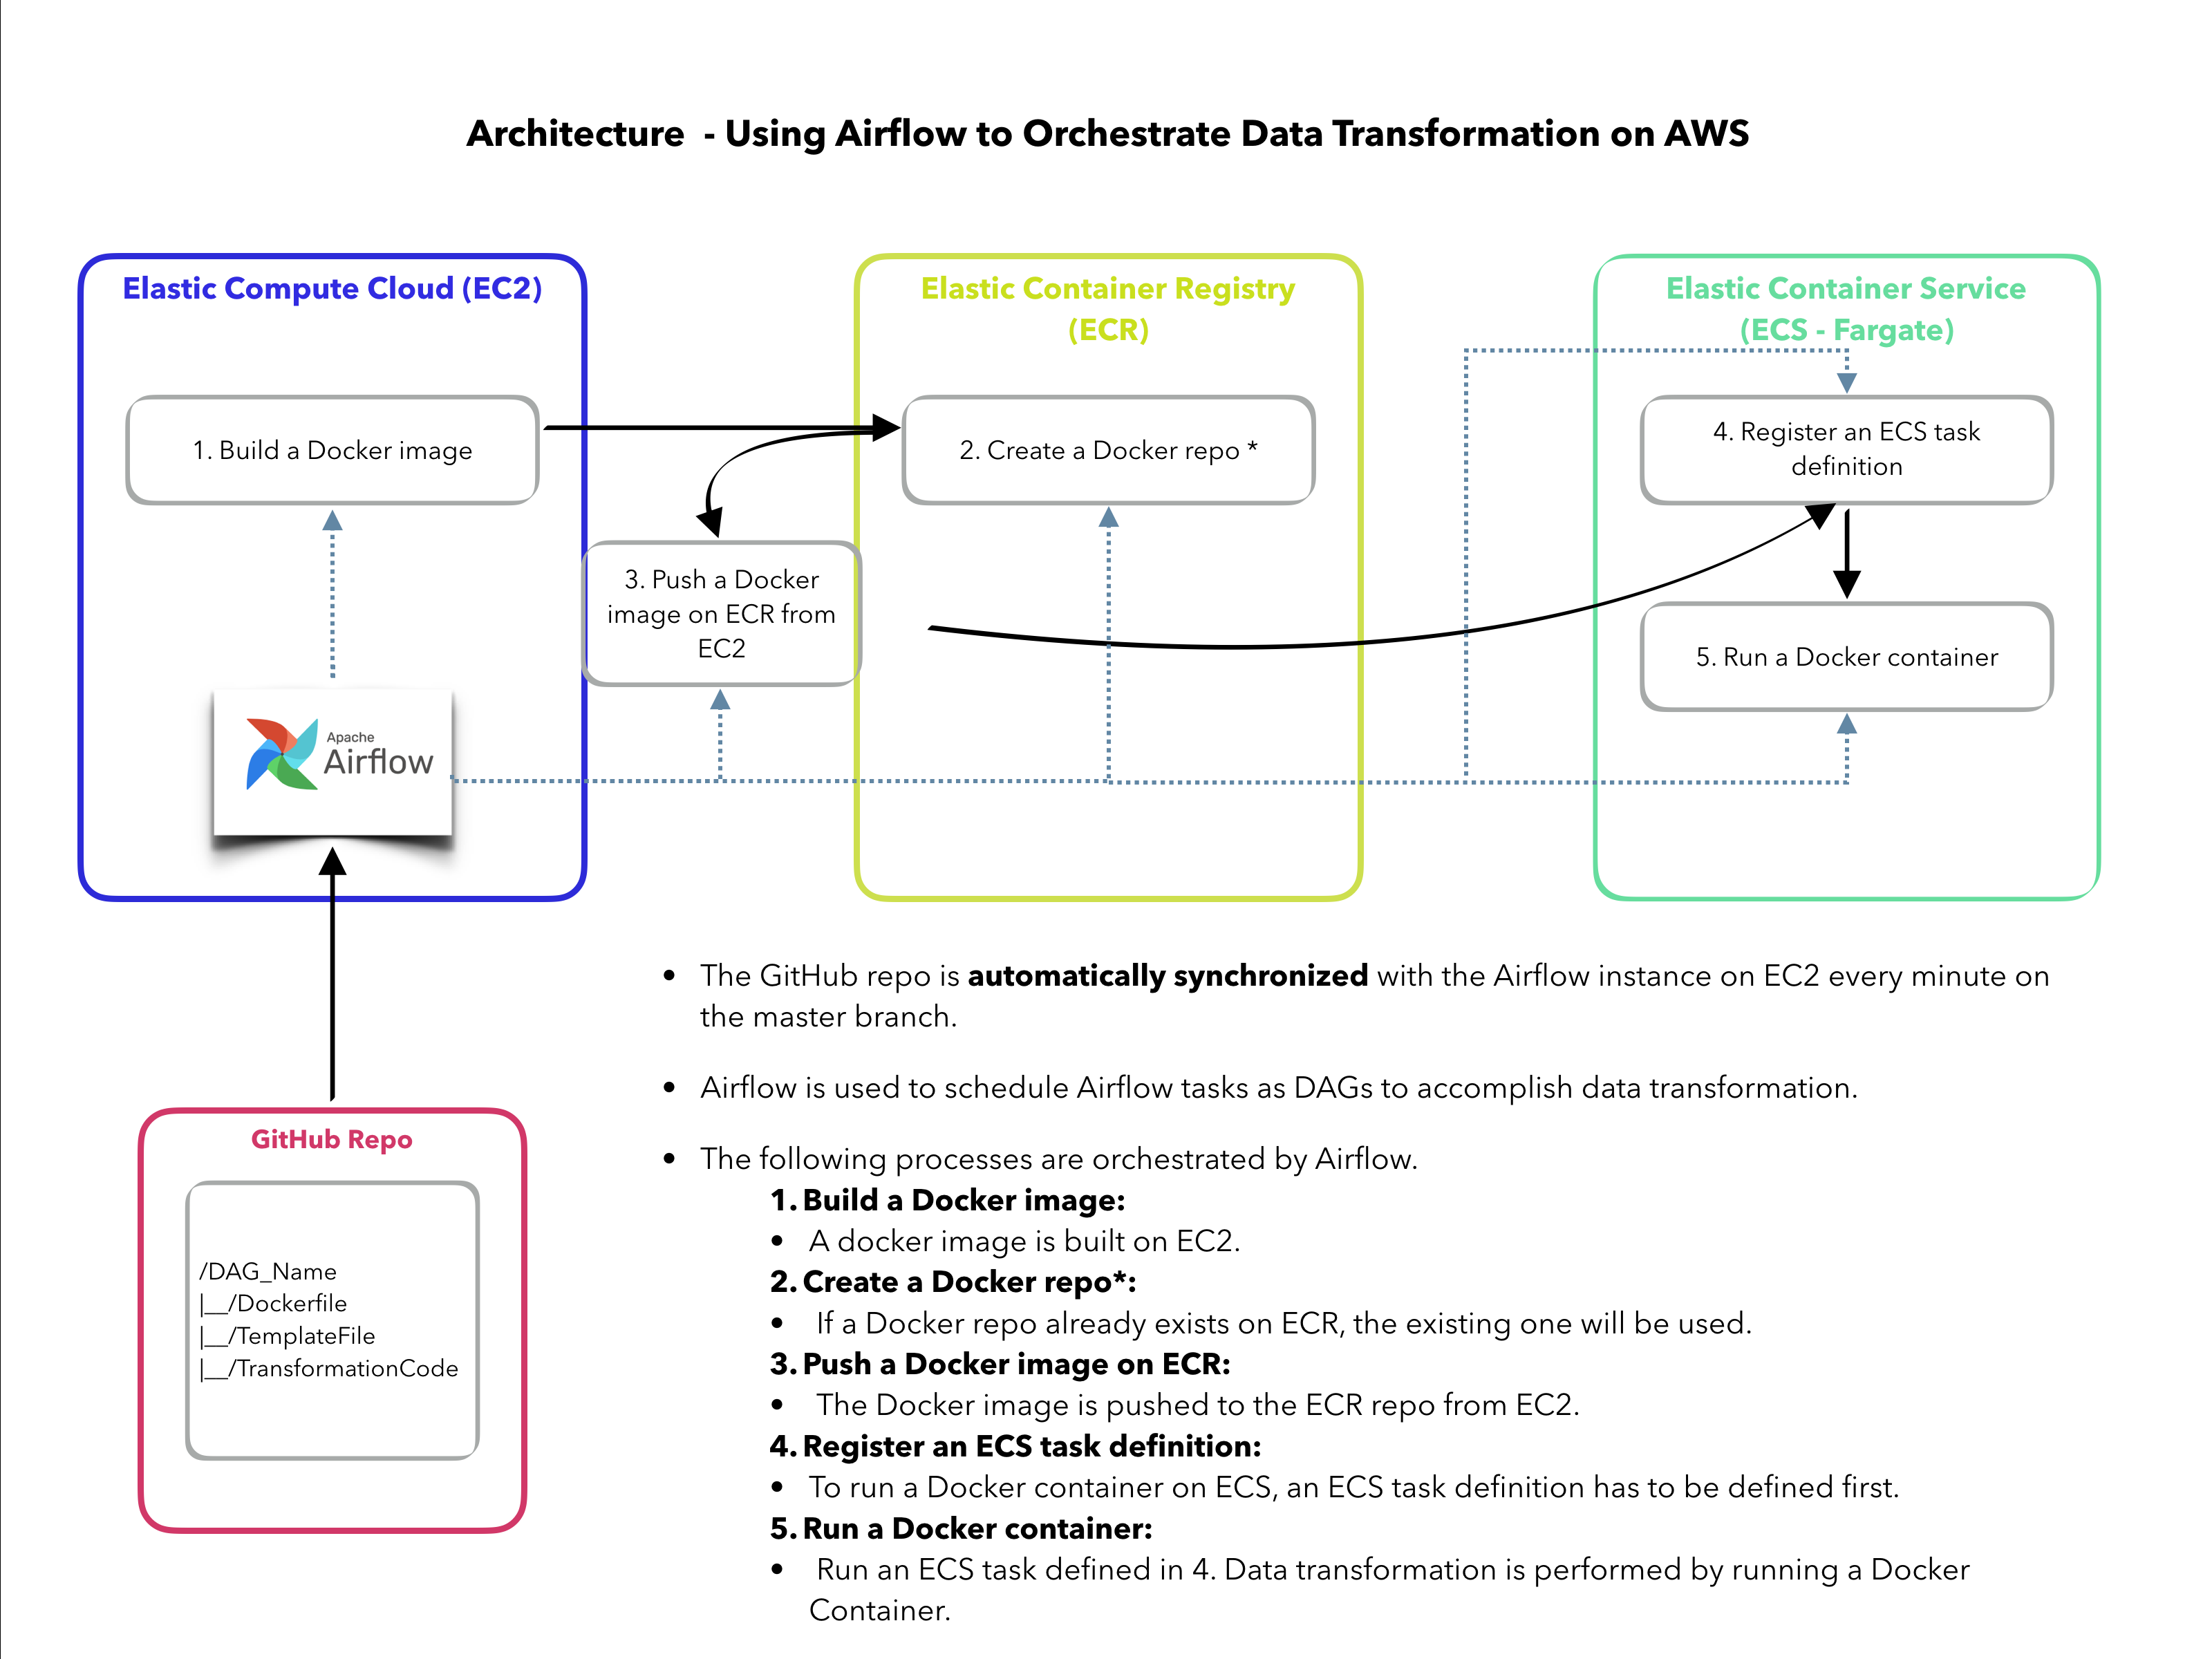 Architecture  - Using Airflow to Orchestrate Data Transformation on AWS
Elastic Compute Cloud (EC2)
1. Build a Docker image
Apache
Airflow
3. Push a Docker
image on ECR from
EC2
Elastic Container Registry
(ECR)
2. Create a Docker repo *
Elastic Container Service
(ECS - Fargate)
4. Register an ECS task
definition
5. Run a Docker container
GitHub Repo
/DAG_Name
|__/Dockerfile
|__/TemplateFile
|__/TransformationCode
• The GitHub repo is automatically synchronized with the Airflow instance on EC2 every minute on
the master branch.
• Airflow is used to schedule Airflow tasks as DAGs to accomplish data transformation.
• The following processes are orchestrated by Airflow.
1. Build a Docker image:
• A docker image is built on EC2.
2. Create a Docker repo*:
• If a Docker repo already exists on ECR, the existing one will be used.
3. Push a Docker image on ECR:
• The Docker image is pushed to the ECR repo from EC2.
4. Register an ECS task definition:
• To run a Docker container on ECS, an ECS task definition has to be defined first.
5. Run a Docker container:
• Run an ECS task defined in 4. Data transformation is performed by running a Docker
Container.